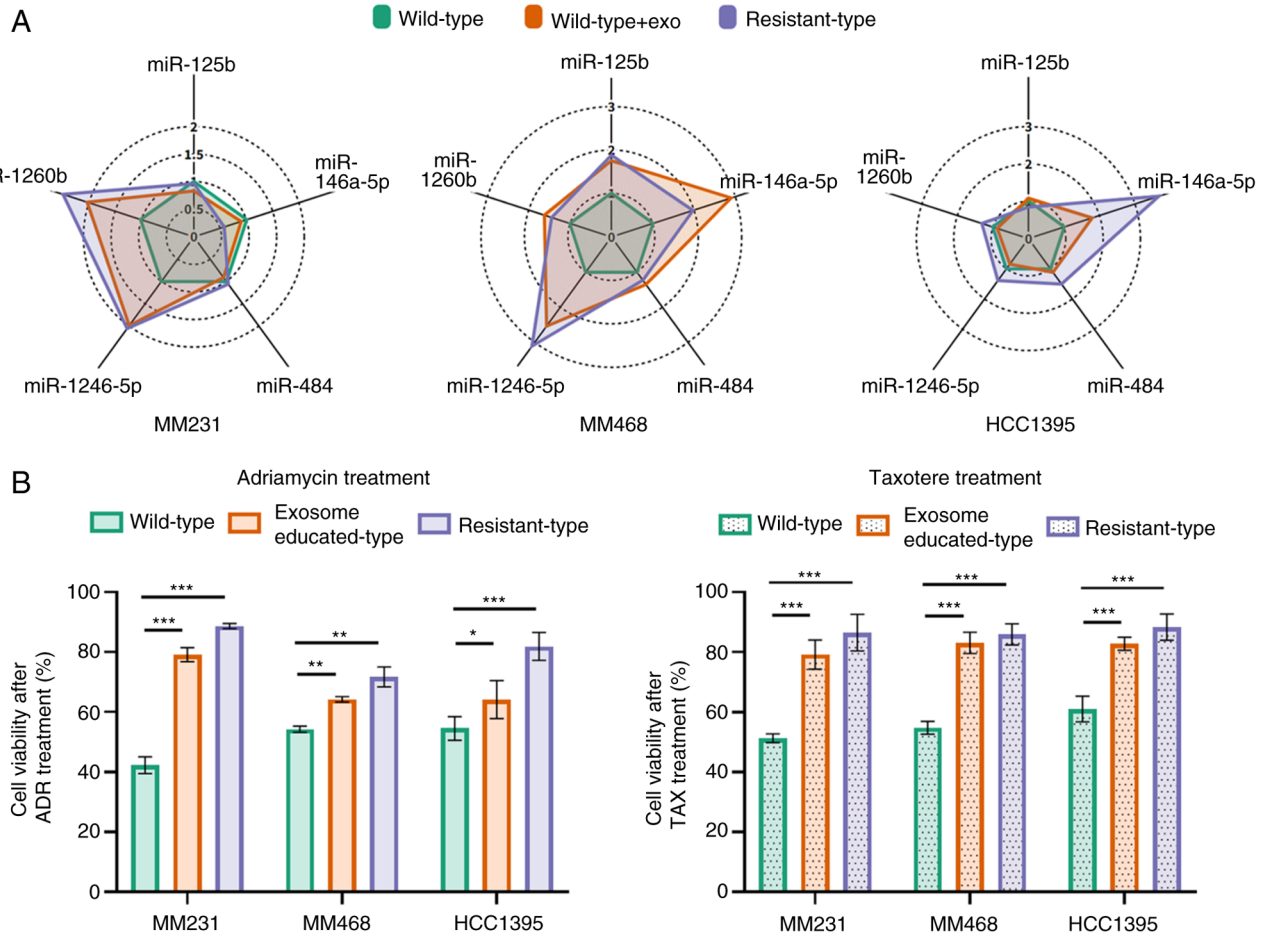 A
Wild-type
Wild-type+exo
Resistant-type
miR-125b
miR-
146a-5p
miR-484
miR-1246-5p
R-1260b
2
1.5
0.5
0
MM231
miR-125b
miR-146a-5p
miR-484
miR-1246-5p
miR-
1260b
3
2
1
0
MM468
miR-125b
miR-146a-5p
miR-484
miR-1246-5p
miR-
1260b
3
2
0
HCC1395
B
Adriamycin treatment
Wild-type
Exosome
educated-type
Resistant-type
Cell viability after
ADR treatment (%)
100
80
60
40
20
0
***
***
**
**
***
*
MM231
MM468
HCC1395
Taxotere treatment
Wild-type
Exosome
educated-type
Resistant-type
Cell viability after
TAX treatment (%)
100
80
60
40
20
0
***
***
***
***
***
***
MM231
MM468
HCC1395